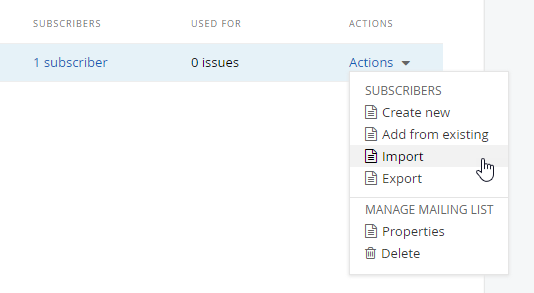 SUBSCRIBERS USED FOR ACTIONS
1 subscriber 0 issues Actions
SUBSCRIBERS
Create new
Add from existing
Import
Export
MANAGE MAILING LIST
Properties
Delete